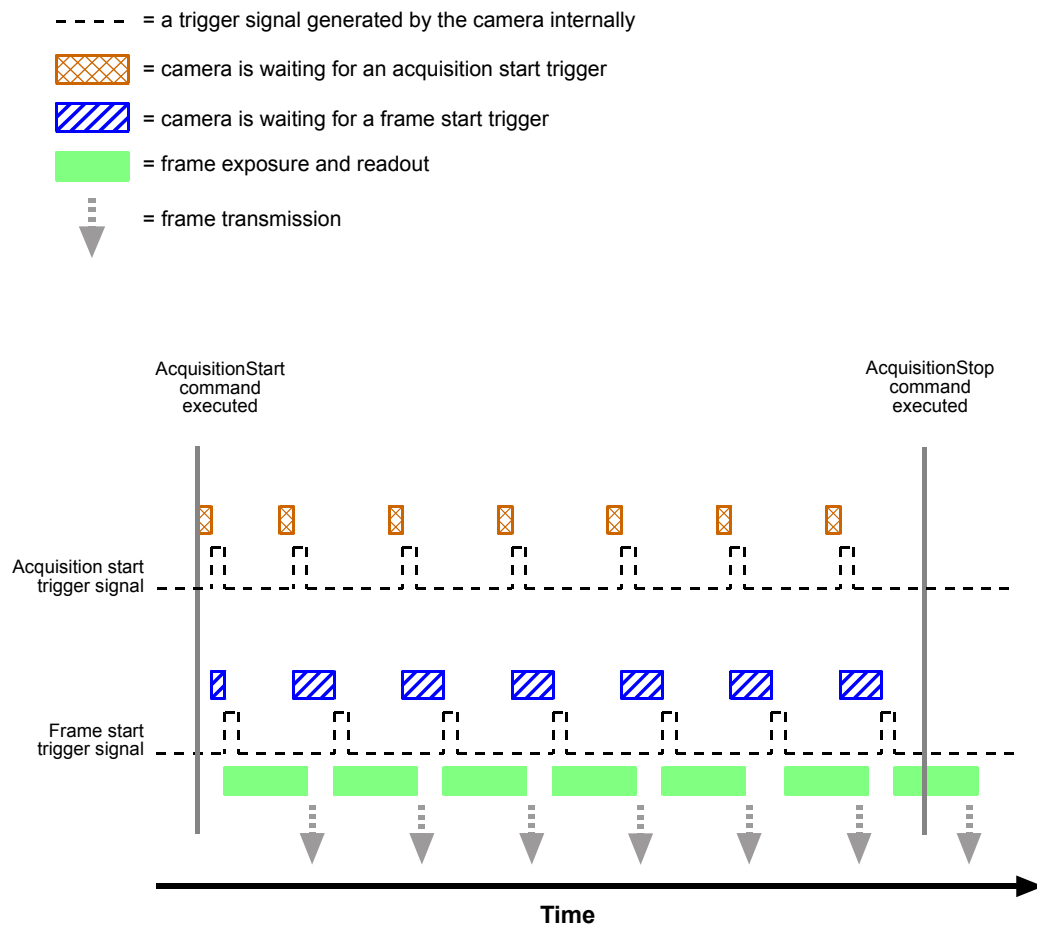 = a trigger signal generated by the camera internally
= camera is waiting for an acquisition start trigger
= camera is waiting for a frame start trigger
= frame exposure and readout
= frame transmission
AcquisitionStart
command
executed
AcquisitionStop
command
executed
Acquisition start
trigger signal
Frame start
trigger signal
Time